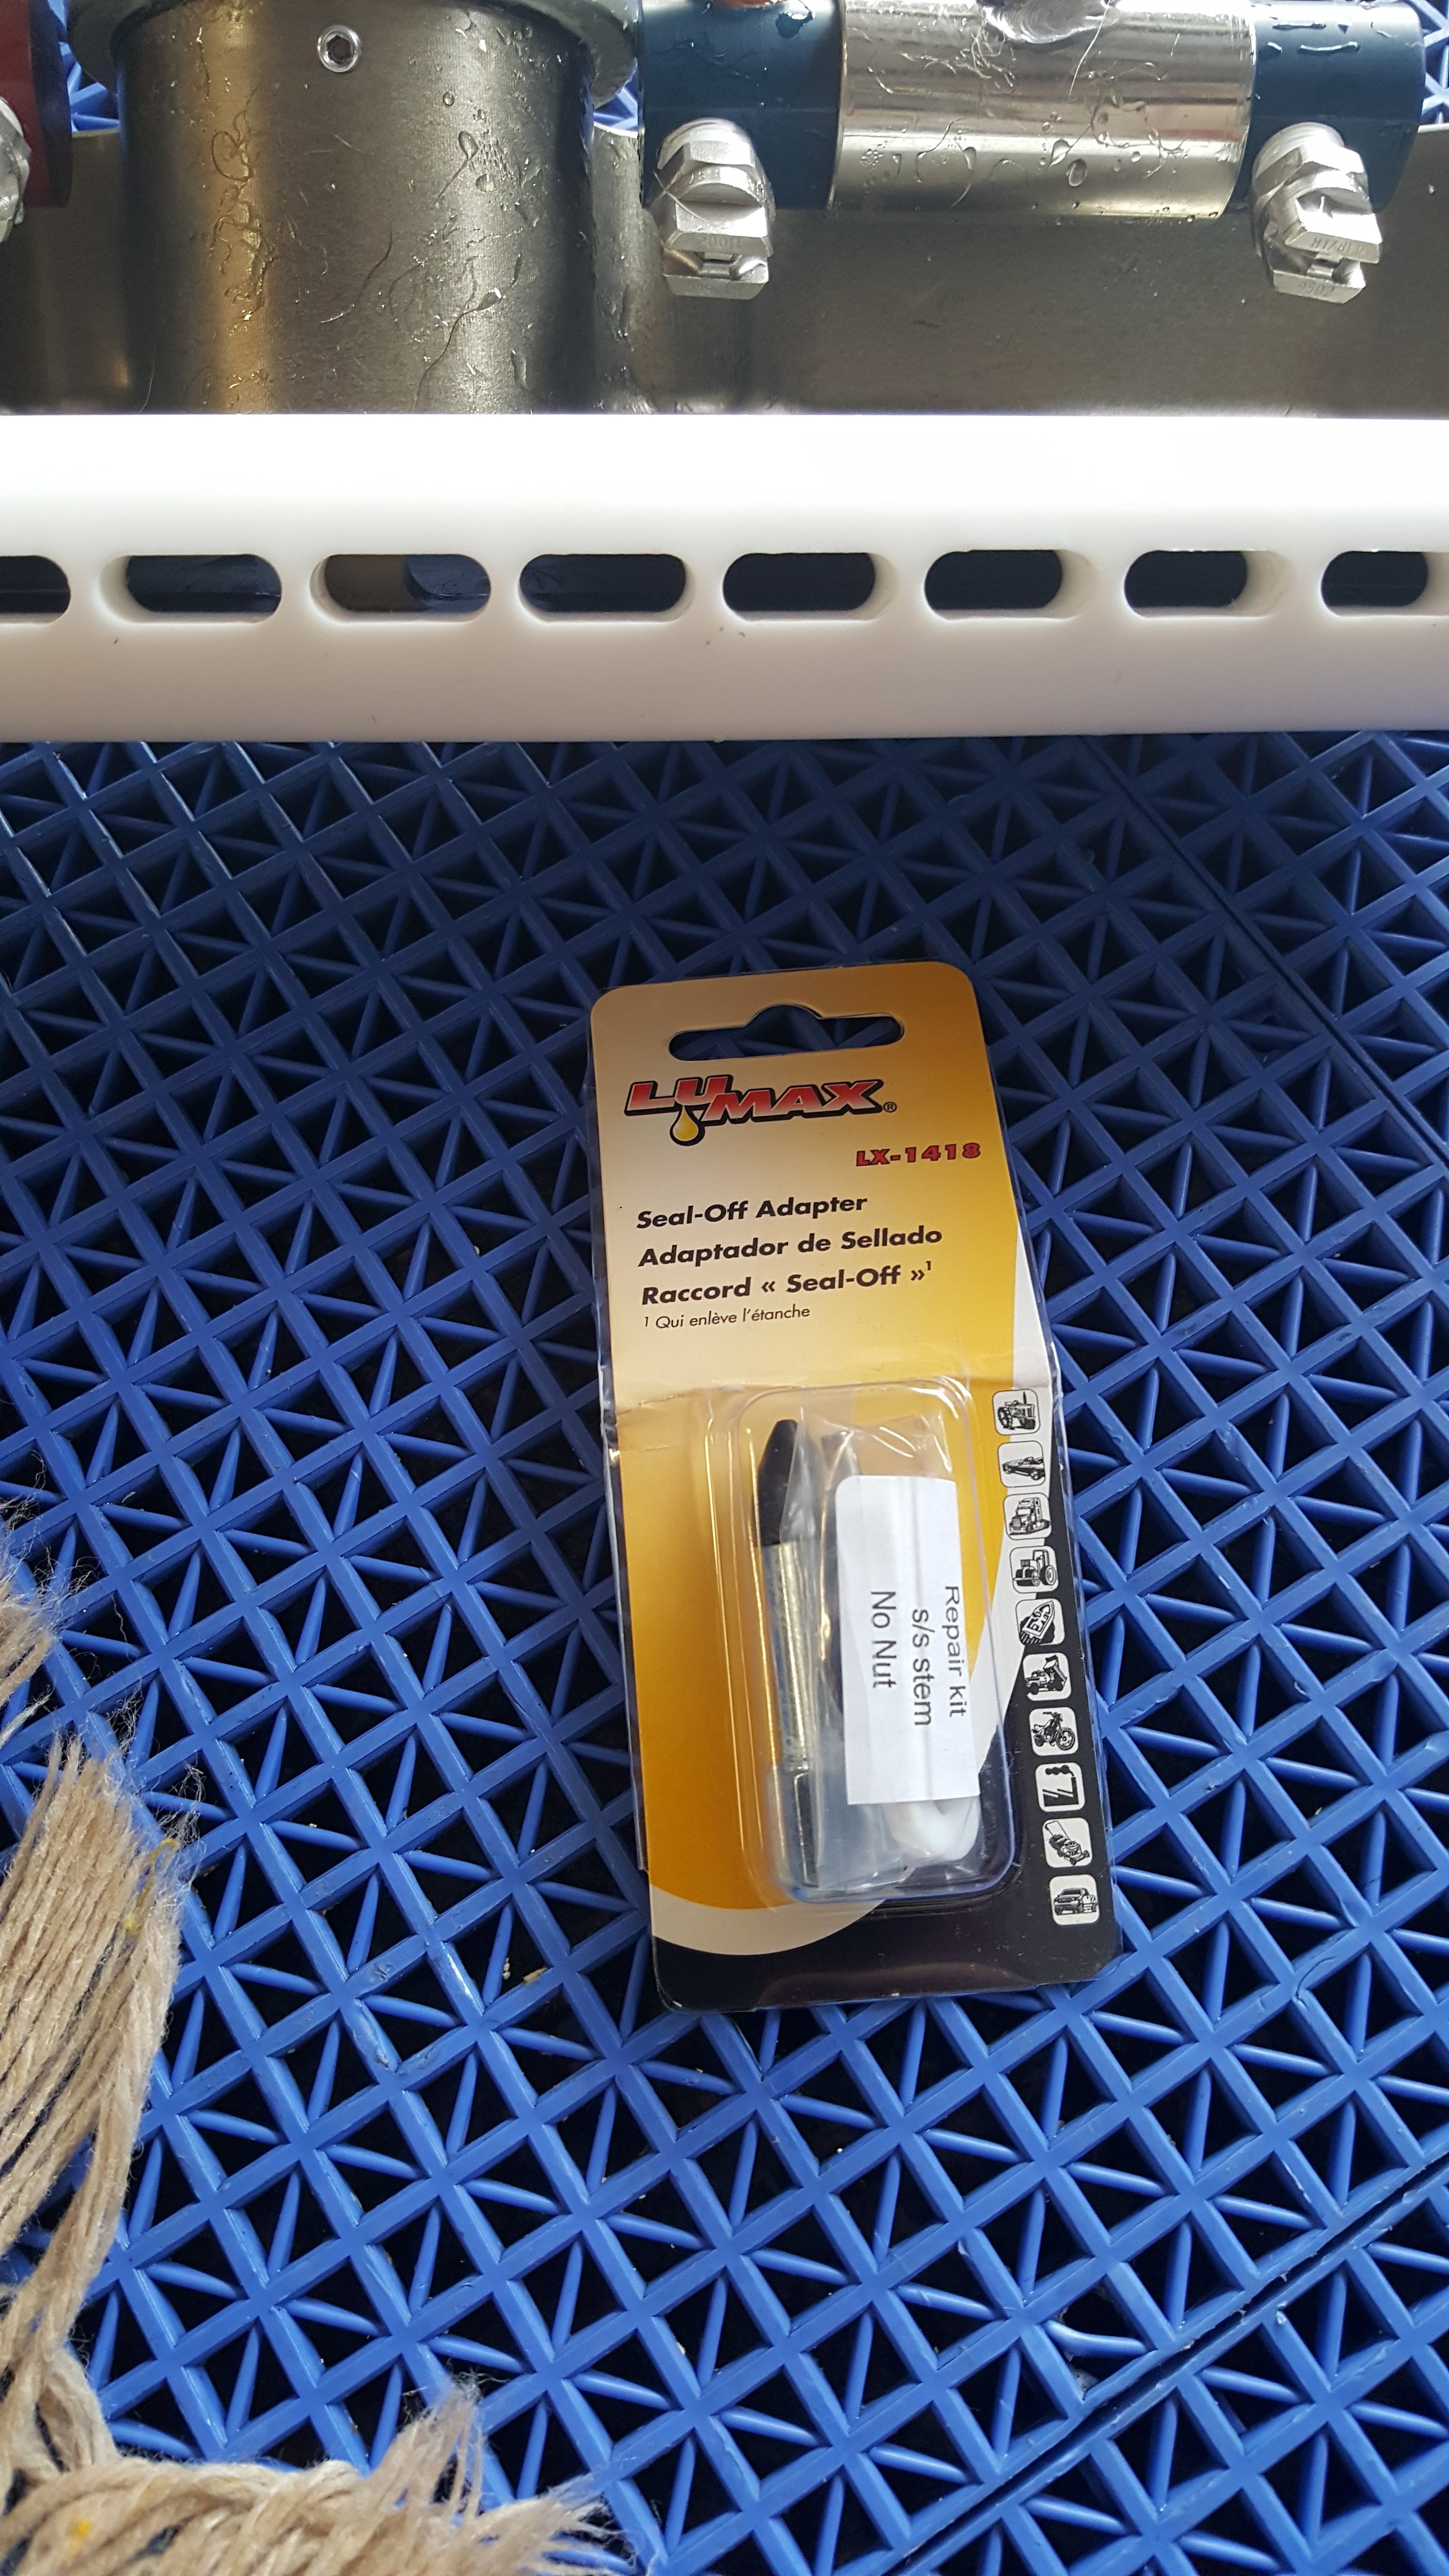 LUMAX®
LX-1418
Seal-Off Adapter
Adaptador de Sellado
Raccord « Seal-Off »¹
¹ Qui enlève l'étanche
Repair kit
s/s stem
No Nut